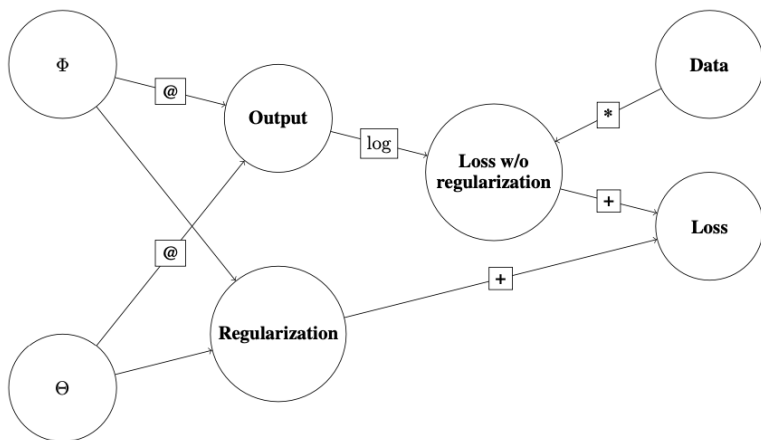 Φ
@
Output
Data
*
log
Loss w/o
regularization
+
Loss
@
+
Regularization
Θ